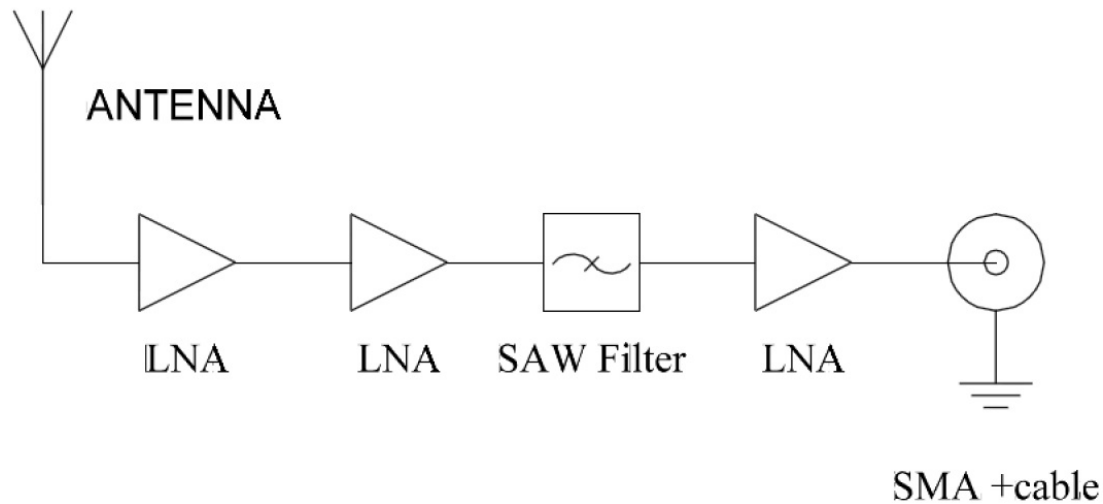 ANTENNA
LNA
LNA
SAW Filter
LNA
SMA +cable